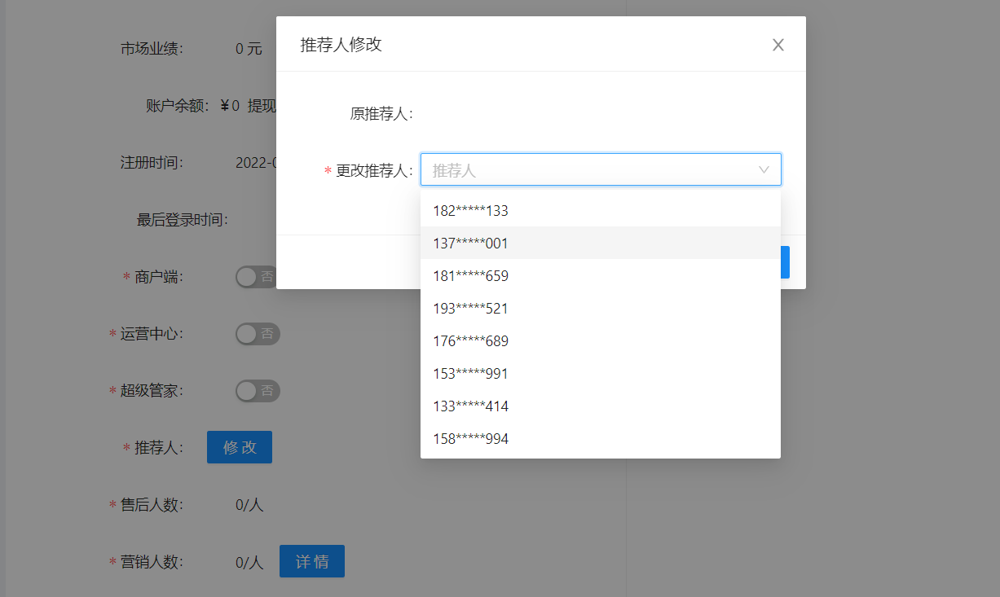 市场业绩： 0 元
账户余额： ¥0 提现
注册时间： 2022-0
最后登录时间：
* 商户端： 否
* 运营中心： 否
* 超级管家： 否
* 推荐人： 修改
* 售后人数： 0/人
* 营销人数： 0/人 详情
推荐人修改
原推荐人：
* 更改推荐人： 推荐人
182*****133
137*****001
181*****659
193*****521
176*****689
153*****991
133*****414
158*****994